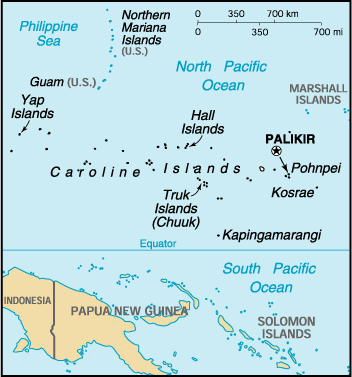 Philippine
Sea
Northern
Mariana
Islands
(U.S.)
0 350 700 km
0 350 700 mi
Guam (U.S.)
North Pacific
Ocean
MARSHALL
ISLANDS
Yap
Islands
Hall
Islands
PALIKIR
Pohnpei
Caroline Islands
Kosrae
Truk
Islands
(Chuuk)
Kapingamarangi
Equator
South Pacific
Ocean
INDONESIA
PAPUA NEW GUINEA
SOLOMON
ISLANDS